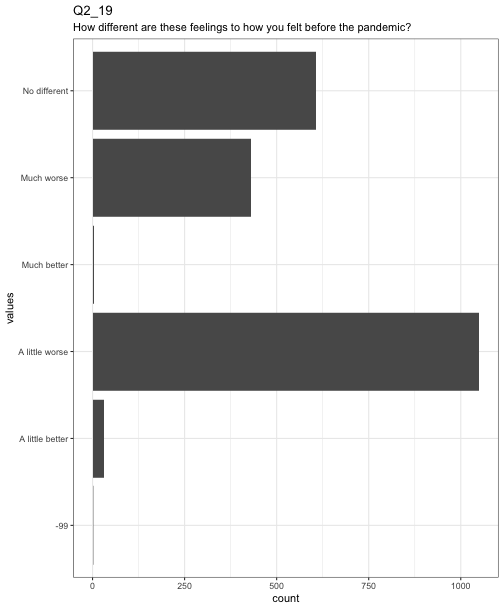 Q2_19
How different are these feelings to how you felt before the pandemic?
values
No different
Much worse
Much better
A little worse
A little better
-99
0 250 500 750 1000
count